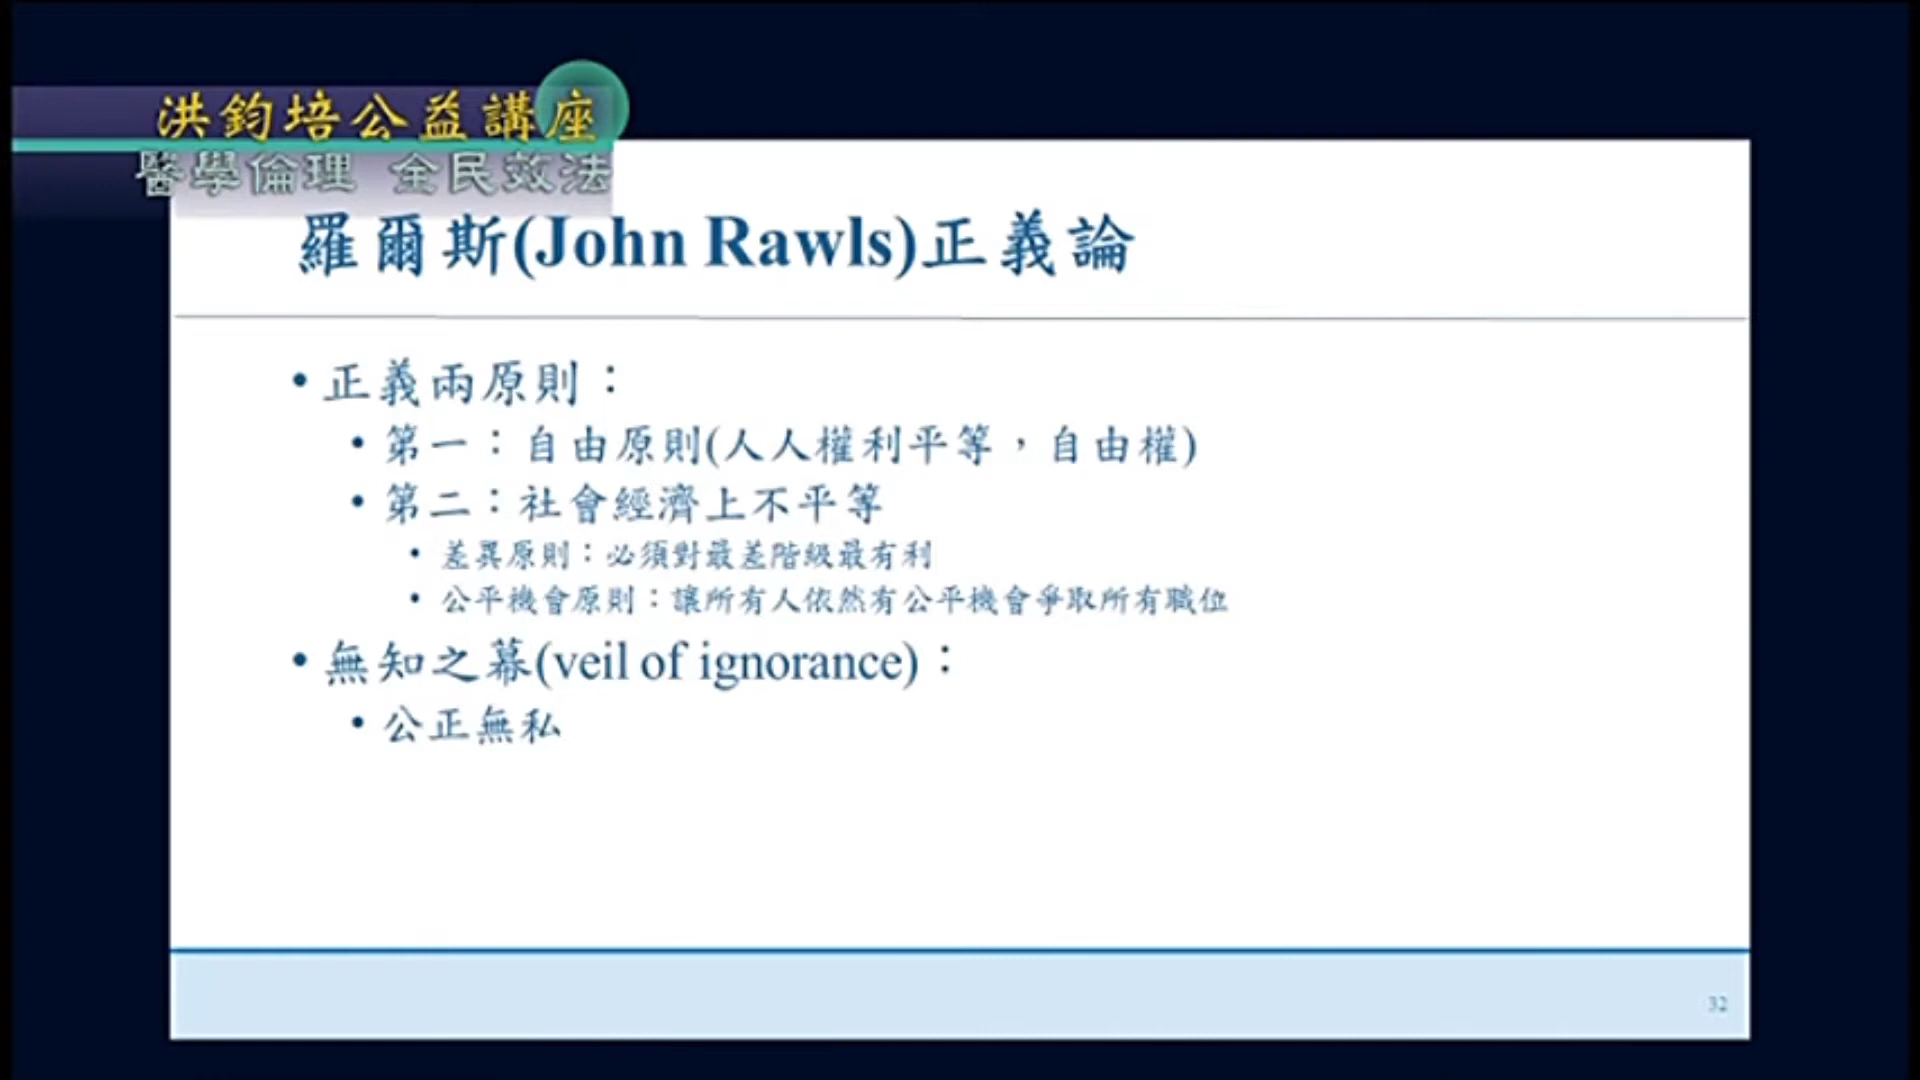 洪鈞培公益講座
醫學倫理 全民效法
羅爾斯(John Rawls)正義論
• 正義兩原則：
• 第一：自由原則(人人權利平等，自由權)
• 第二：社會經濟上不平等
• 差異原則：必須對最差階級最有利
• 公平機會原則：讓所有人依然有公平機會爭取所有職位
• 無知之幕(veil of ignorance)：
• 公正無私
32